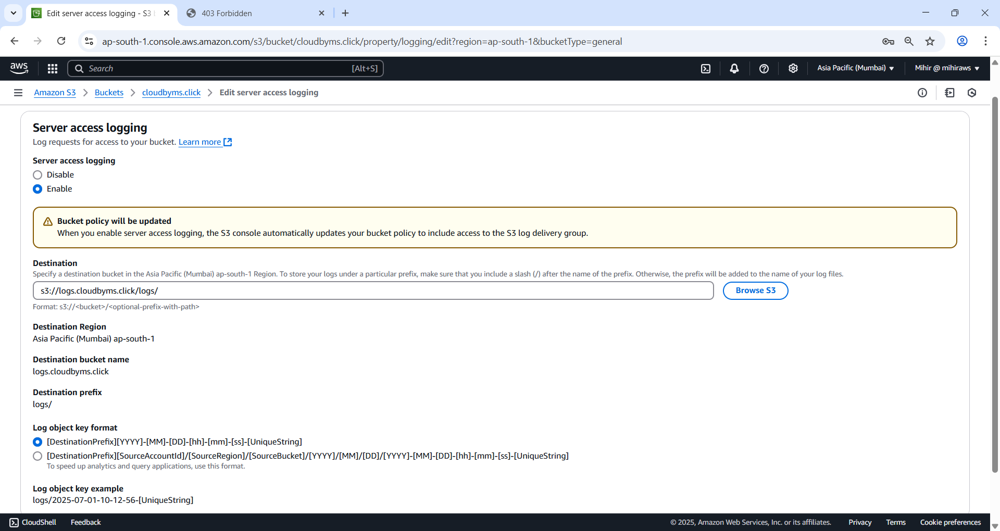 Edit server access logging - S3 b
403 Forbidden
ap-south-1.console.aws.amazon.com/s3/bucket/cloudbyms.click/property/logging/edit?region=ap-south-1&bucketType=general
aws
Search
[Alt+S]
Asia Pacific (Mumbai)
Mihir @ mihiraws
Amazon S3 > Buckets > cloudbyms.click > Edit server access logging
Server access logging
Log requests for access to your bucket. Learn more
Server access logging
Disable
Enable
Bucket policy will be updated
When you enable server access logging, the S3 console automatically updates your bucket policy to include access to the S3 log delivery group.
Destination
Specify a destination bucket in the Asia Pacific (Mumbai) ap-south-1 Region. To store your logs under a particular prefix, make sure that you include a slash (/) after the name of the prefix. Otherwise, the prefix will be added to the name of your log files.
s3://logs.cloudbyms.click/logs/
Browse S3
Format: s3://<bucket>/<optional-prefix-with-path>
Destination Region
Asia Pacific (Mumbai) ap-south-1
Destination bucket name
logs.cloudbyms.click
Destination prefix
logs/
Log object key format
[DestinationPrefix][YYYY]-[MM]-[DD]-[hh]-[mm]-[ss]-[UniqueString]
[DestinationPrefix][SourceAccountId]/[SourceRegion]/[SourceBucket]/[YYYY]/[MM]/[DD]/[YYYY]-[MM]-[DD]-[hh]-[mm]-[ss]-[UniqueString]
To speed up analytics and query applications, use this format.
Log object key example
logs/2025-07-01-10-12-56-[UniqueString]
CloudShell
Feedback
© 2025, Amazon Web Services, Inc. or its affiliates.
Privacy
Terms
Cookie preferences